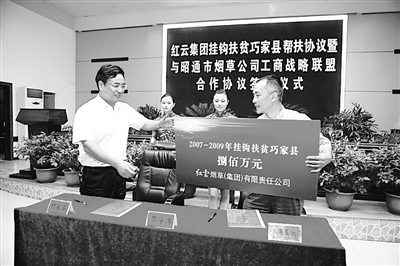 红云集团挂钩扶贫巧家县帮扶协议暨
与昭通市烟草公司工商战略联盟
合作协议签 仪式
2007-2009年挂钩扶贫巧家县
捌佰万元
红云烟草(集团)有限责任公司